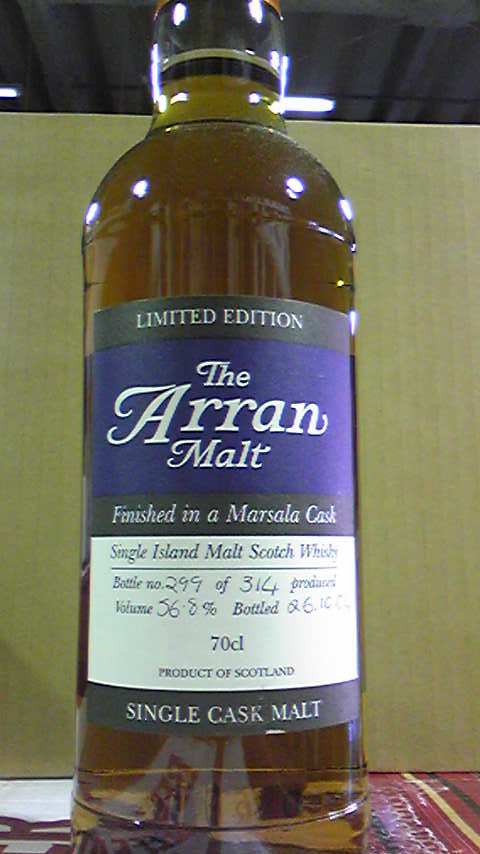 LIMITED EDITION
The
Arran
Malt
Finished in a Marsala Cask
Single Island Malt Scotch Whisky
Bottle no. 299 of 314 produced
Volume 56.8% Bottled
70cl
PRODUCT OF SCOTLAND
SINGLE CASK MALT